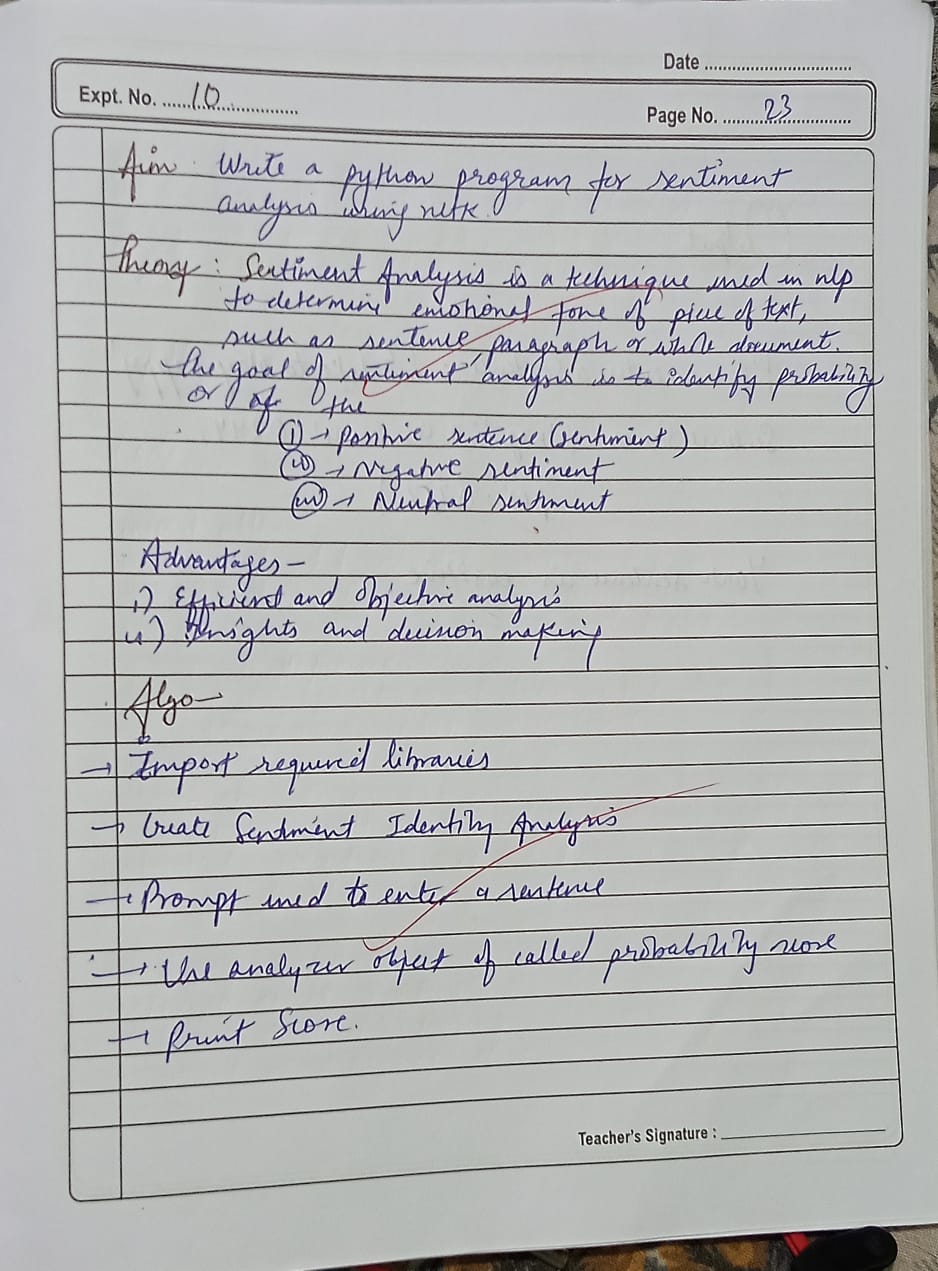 Date
Expt. No. 10
Page No. 23
Aim: Write a python program for sentiment
analysis using nltk.
Theory: Sentiment Analysis is a technique used in nlp
to determine emotional tone of piece of text,
such as sentence, paragraph or whole document.
The goal of sentiment analysis is to identify probability
or of the
(i) → positive sentence (sentiment)
(ii) → Negative sentiment
(iii) → Neutral sentiment
Advantages –
i) Efficient and Objective analysis
ii) Insights and decision making
Algo –
→ Import required libraries
→ Create Sentiment Identity Analysis
→ Prompt used to enter a sentence
→ Use analyzer object of called probability score
→ Print Score.
Teacher's Signature :